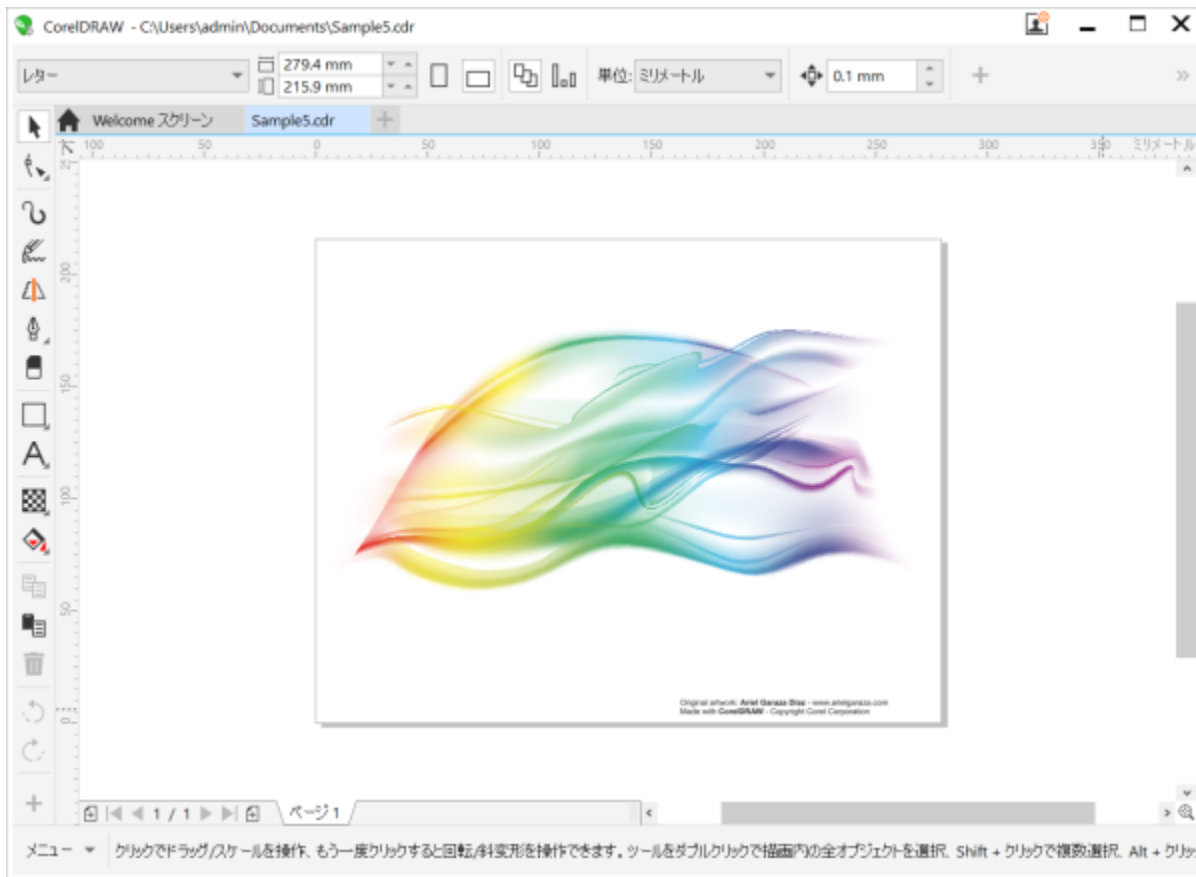 CorelDRAW - C:\Users\admin\Documents\Sample5.cdr
レター
279.4 mm
215.9 mm
単位: ミリメートル
0.1 mm
Welcome スクリーン
Sample5.cdr
100 50 0 50 100 150 200 250 300 350 ミリメートル
200
150
100
50
0
Original artwork: Ariel Garaza Diaz - www.arielgaraza.com
Made with CorelDRAW - Copyright Corel Corporation
1 / 1
ページ 1
メニュー
クリックでドラッグ/スケールを操作、もう一度クリックすると回転/斜変形を操作できます。ツールをダブルクリックで描画内の全オブジェクトを選択、Shift + クリックで複数選択、Alt + クリッ